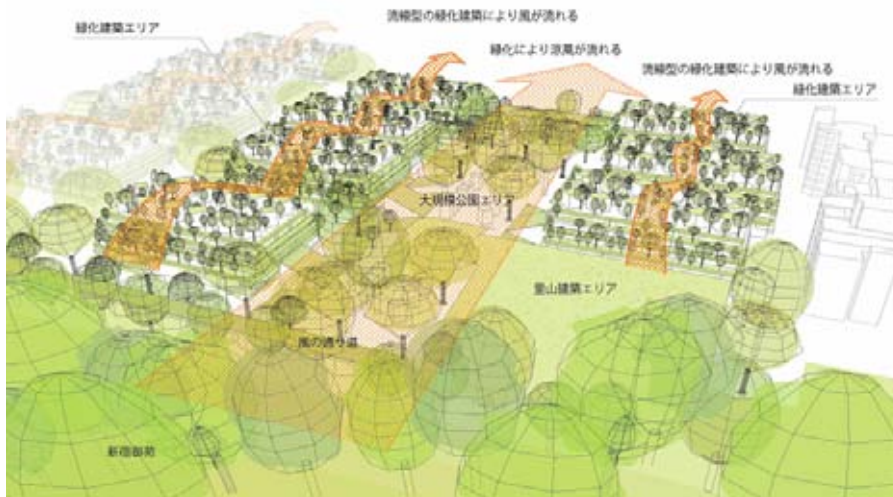 流線型の緑化建築により風が流れる
緑化建築エリア
緑化により涼風が流れる
流線型の緑化建築により風が流れる
緑化建築エリア
大規模公園エリア
里山建築エリア
風の通り道
新宿御苑